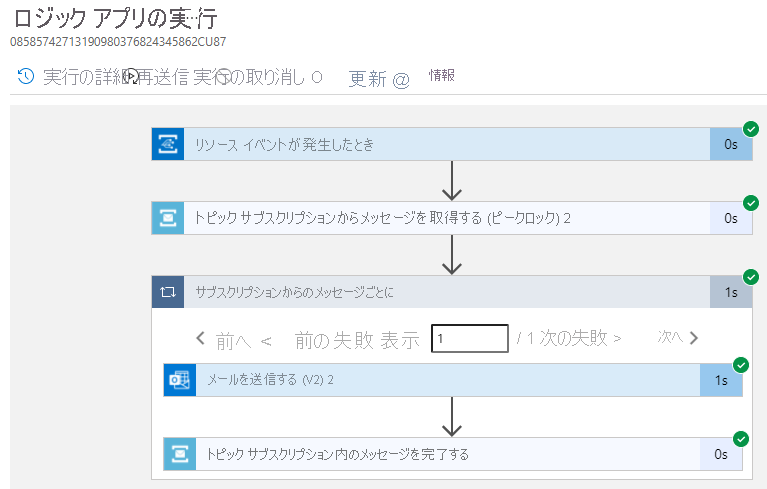 ロジック アプリの実行
08585742713190980376824345862CU87
実行の詳細 再送信 実行の取り消し O 更新 @ 情報
リソース イベントが発生したとき 0s
トピック サブスクリプションからメッセージを取得する (ピークロック) 2 0s
サブスクリプションからのメッセージごとに 1s
前へ < 前の失敗 表示 1 / 1 次の失敗 > 次へ
メールを送信する (V2) 2 1s
トピック サブスクリプション内のメッセージを完了する 0s